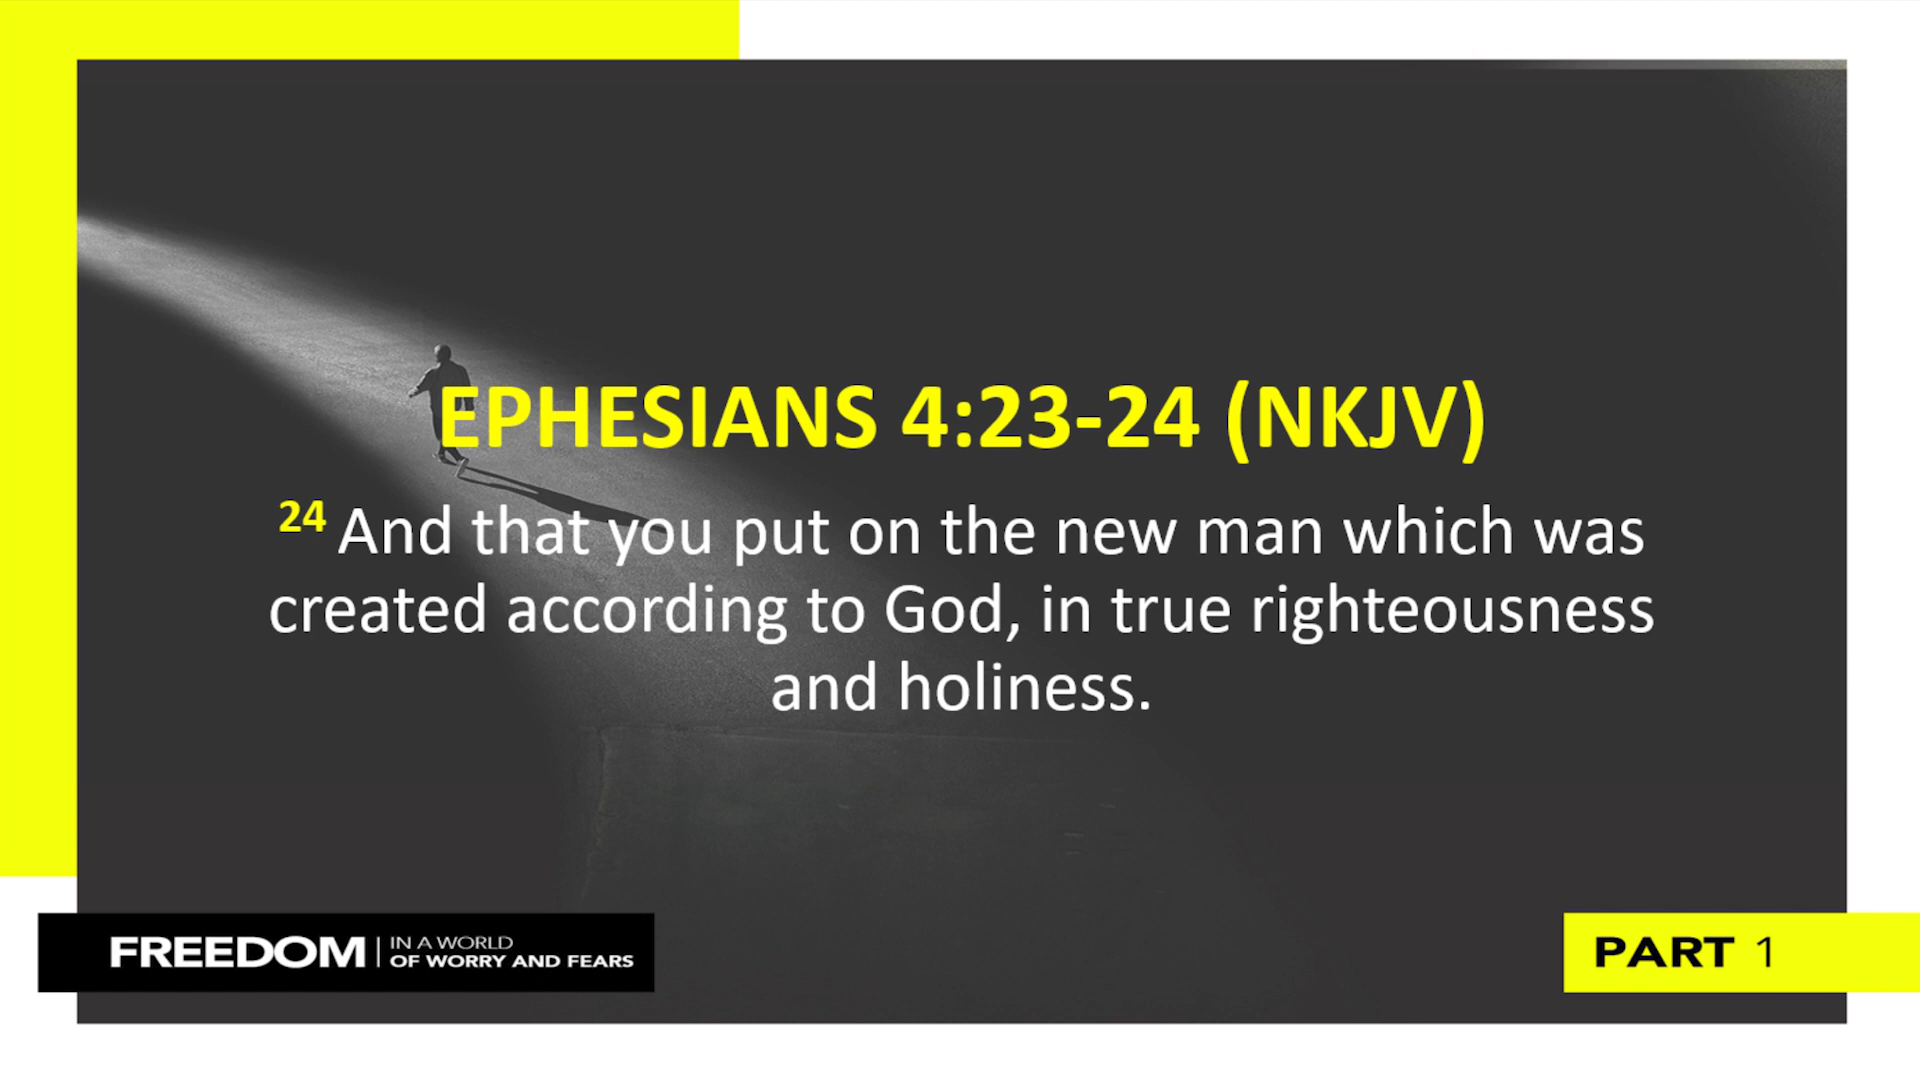 EPHESIANS 4:23-24 (NKJV)
24 And that you put on the new man which was
created according to God, in true righteousness
and holiness.
FREEDOM
IN A WORLD
OF WORRY AND FEARS
PART 1